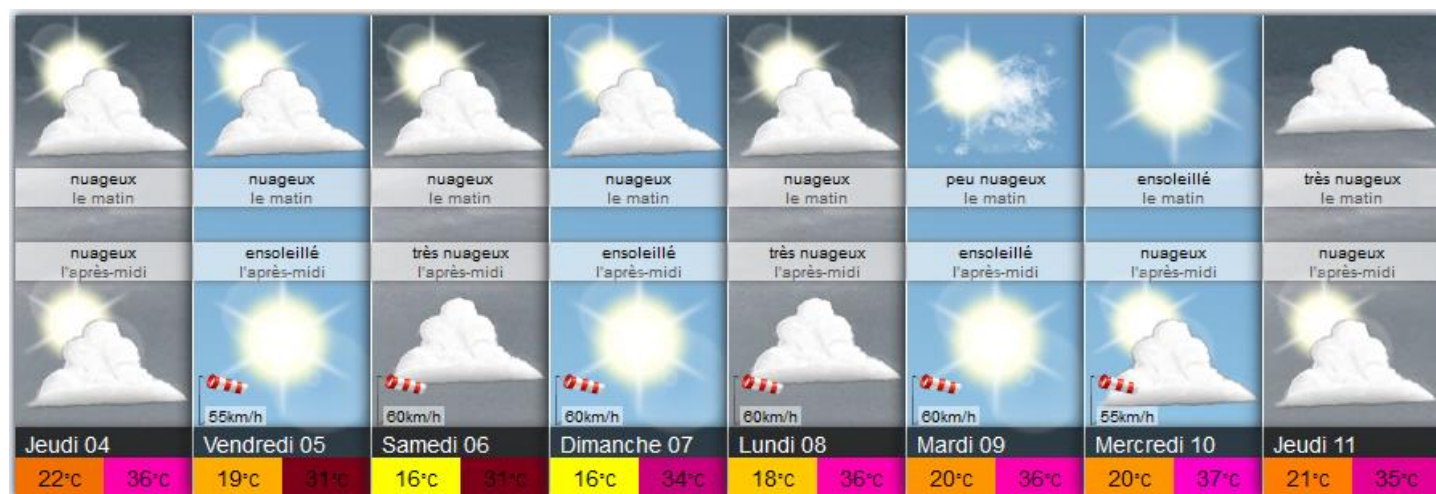 nuageux
le matin
nuageux
l'après-midi
Jeudi 04
22°C 36°C
nuageux
le matin
ensoleillé
l'après-midi
55km/h
Vendredi 05
19°C 31°C
nuageux
le matin
très nuageux
l'après-midi
60km/h
Samedi 06
16°C 31°C
nuageux
le matin
ensoleillé
l'après-midi
60km/h
Dimanche 07
16°C 34°C
nuageux
le matin
très nuageux
l'après-midi
60km/h
Lundi 08
18°C 36°C
peu nuageux
le matin
ensoleillé
l'après-midi
60km/h
Mardi 09
20°C 36°C
ensoleillé
le matin
nuageux
l'après-midi
55km/h
Mercredi 10
20°C 37°C
très nuageux
le matin
nuageux
l'après-midi
Jeudi 11
21°C 35°C